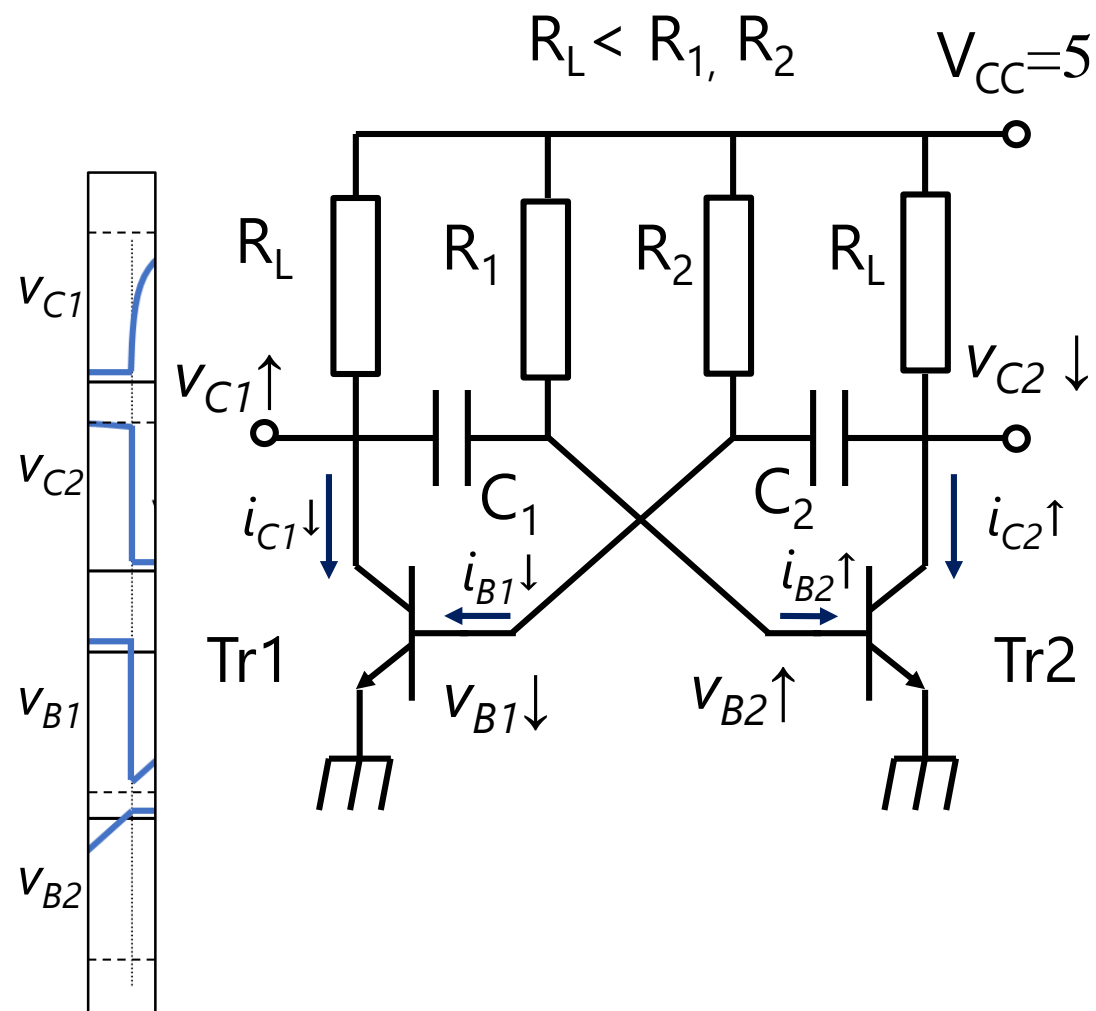 R_L < R_1, R_2
V_CC=5
R_L
R_1
R_2
R_L
v_C1
v_C1↑
v_C2 ↓
v_C2
C_1
C_2
i_C1↓
i_C2↑
i_B1↓
i_B2↑
Tr1
Tr2
v_B1
v_B1↓
v_B2↑
v_B2